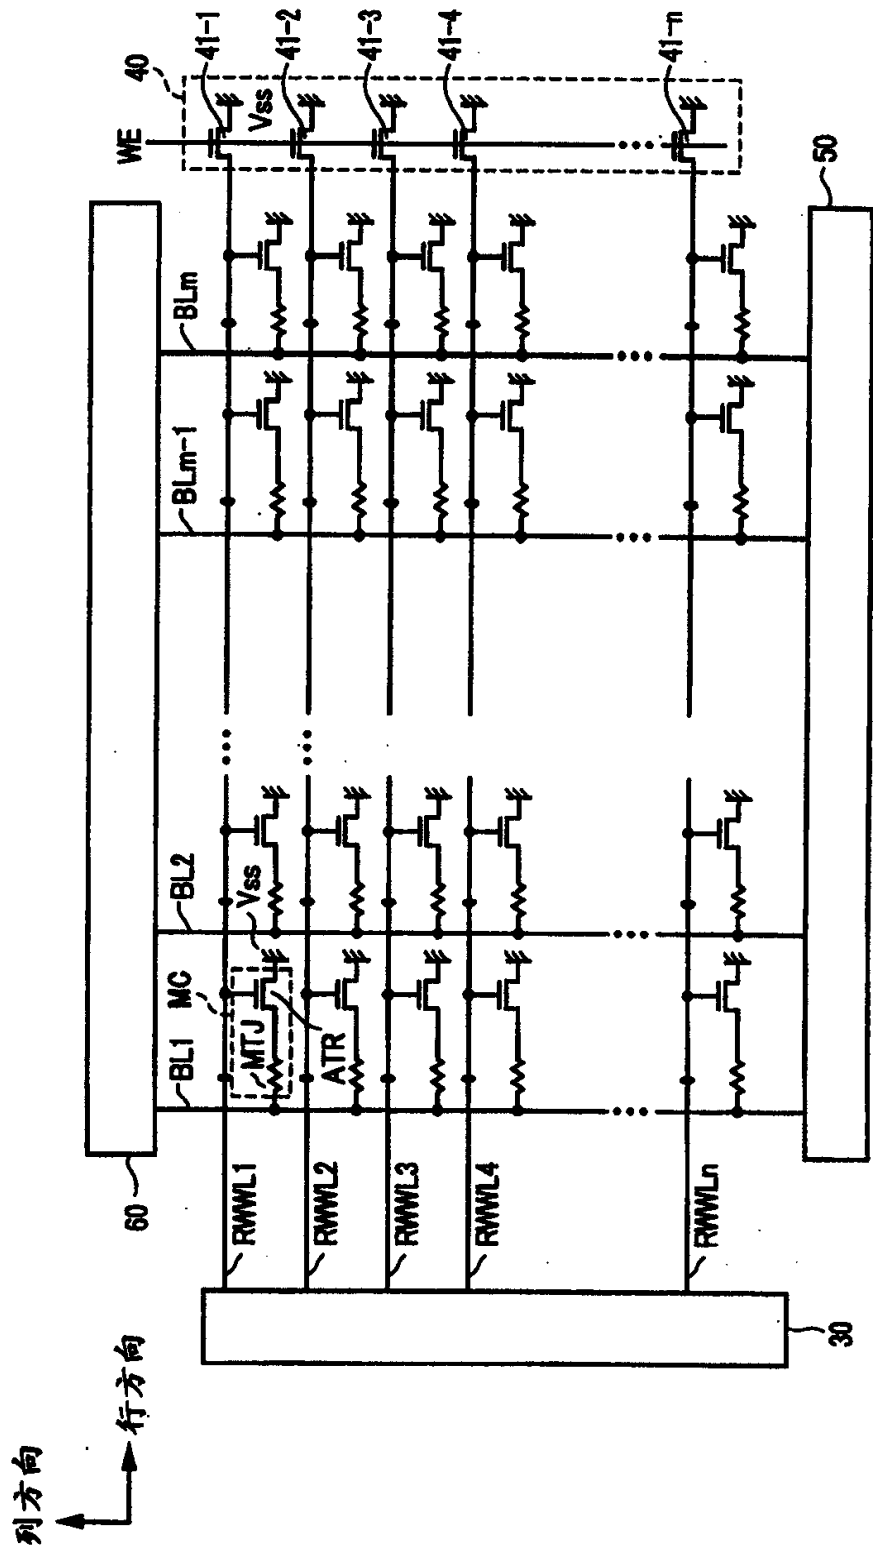 列方向
行方向
60
BL1
MC
BL2
BLm-1
BLm
WE
40
41-1
41-2
41-3
41-4
41-n
Vss
Vss
MTJ
ATR
RWWL1
RWWL2
RWWL3
RWWL4
RWWLn
30
50